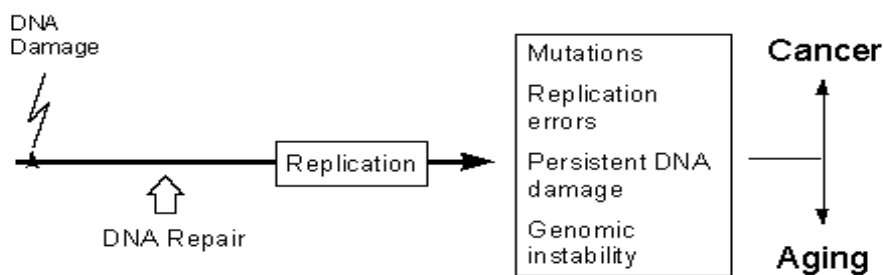 DNA
Damage
DNA Repair
Replication
Mutations
Replication
errors
Persistent DNA
damage
Genomic
instability
Cancer
Aging